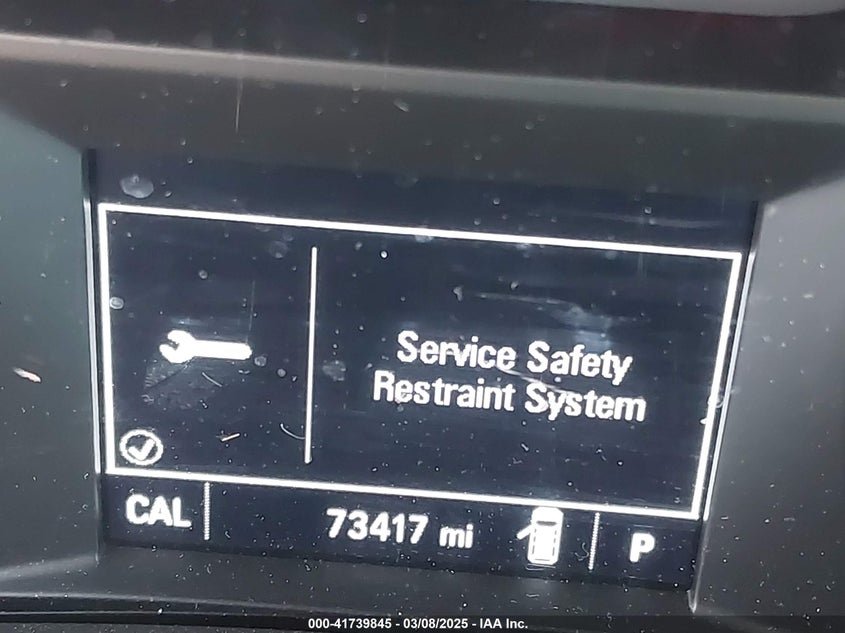 Service Safety
Restraint System
CAL 73417 mi P
000-41739845 - 03/08/2025 - IAA Inc.